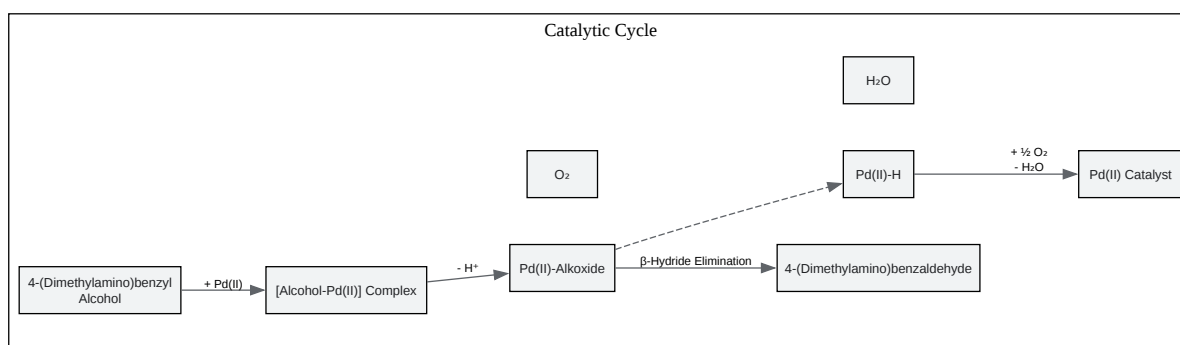 Catalytic Cycle
H₂O
O₂
Pd(II)-H
+ ½ O₂
- H₂O
Pd(II) Catalyst
4-(Dimethylamino)benzyl
Alcohol
+ Pd(II)
[Alcohol-Pd(II)] Complex
- H⁺
Pd(II)-Alkoxide
β-Hydride Elimination
4-(Dimethylamino)benzaldehyde